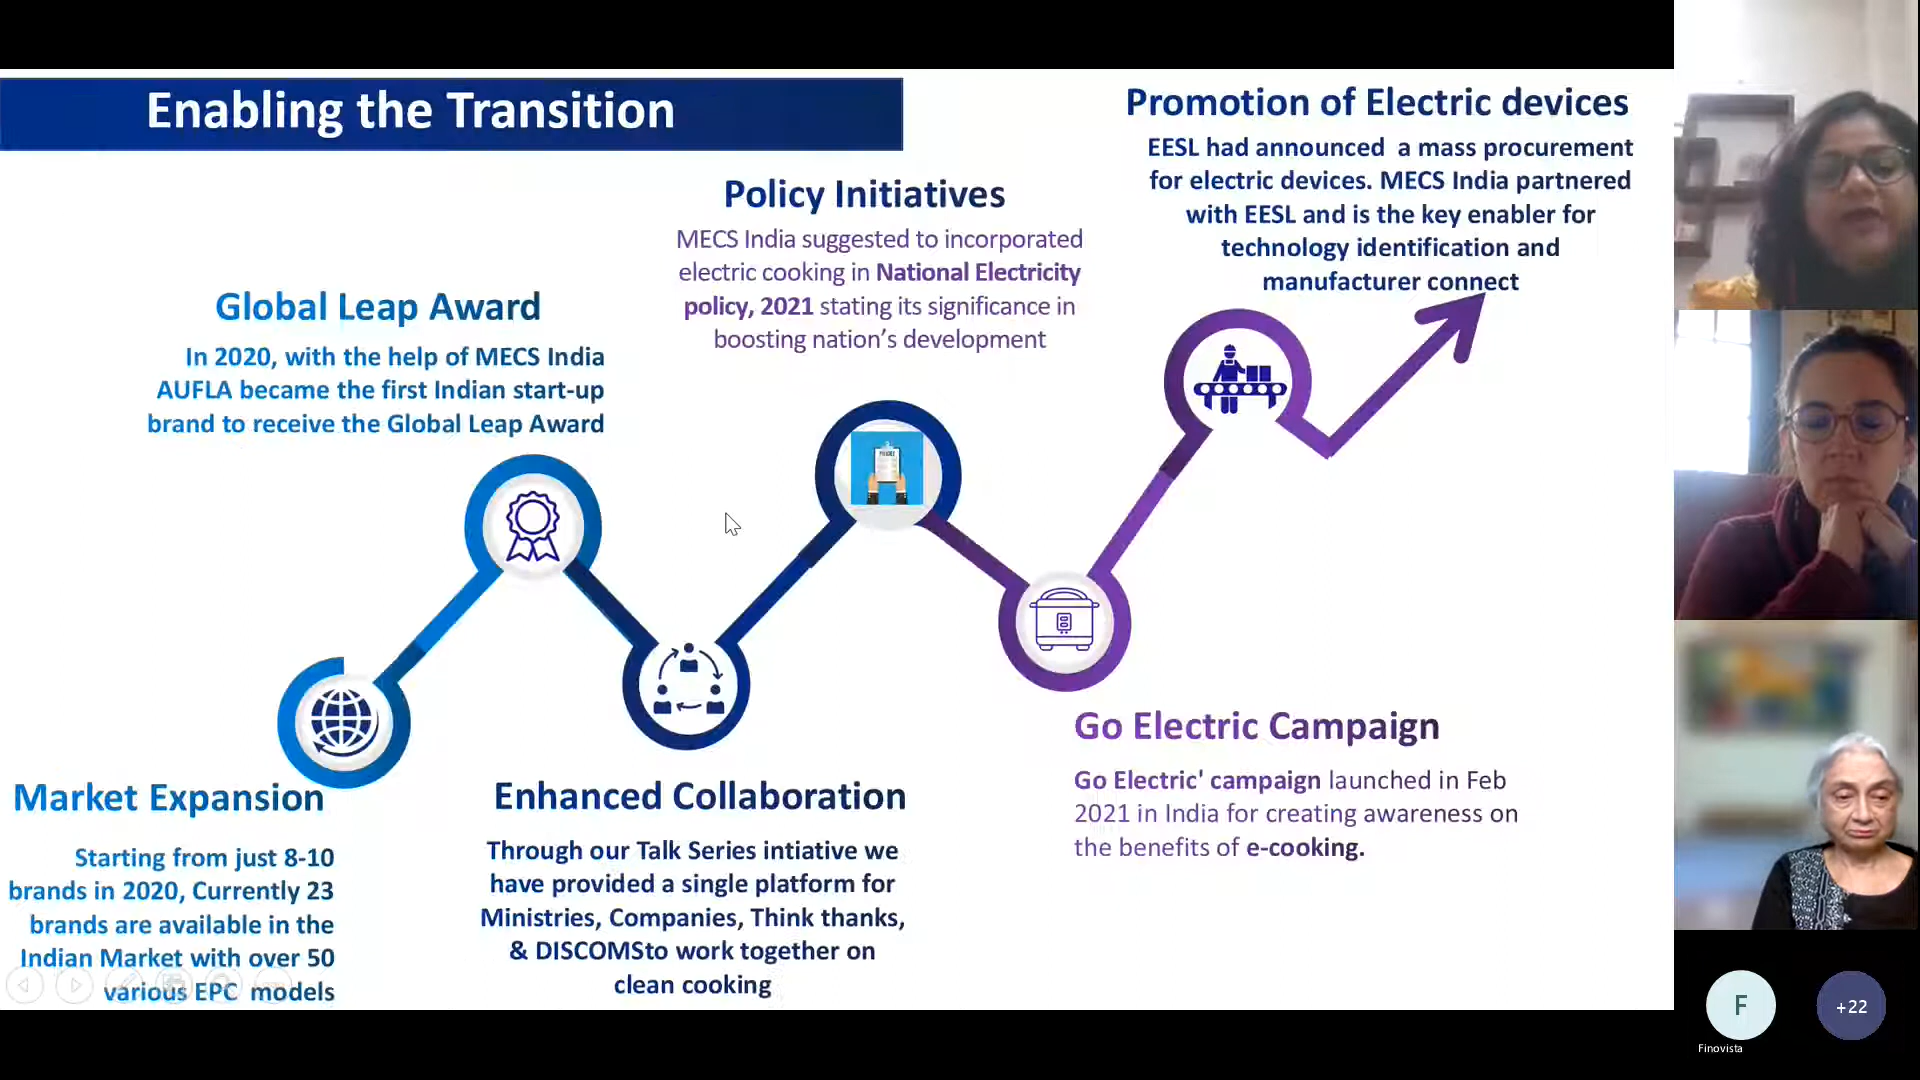 Enabling the Transition
Promotion of Electric devices
EESL had announced a mass procurement
for electric devices. MECS India partnered
with EESL and is the key enabler for
technology identification and
manufacturer connect
Policy Initiatives
MECS India suggested to incorporated
electric cooking in National Electricity
policy, 2021 stating its significance in
boosting nation's development
Global Leap Award
In 2020, with the help of MECS India
AUFLA became the first Indian start-up
brand to receive the Global Leap Award
Market Expansion
Starting from just 8-10
brands in 2020, Currently 23
brands are available in the
Indian Market with over 50
various EPC models
Enhanced Collaboration
Through our Talk Series intiative we
have provided a single platform for
Ministries, Companies, Think thanks,
& DISCOMSto work together on
clean cooking
Go Electric Campaign
Go Electric' campaign launched in Feb
2021 in India for creating awareness on
the benefits of e-cooking.
F
+22
Finovista